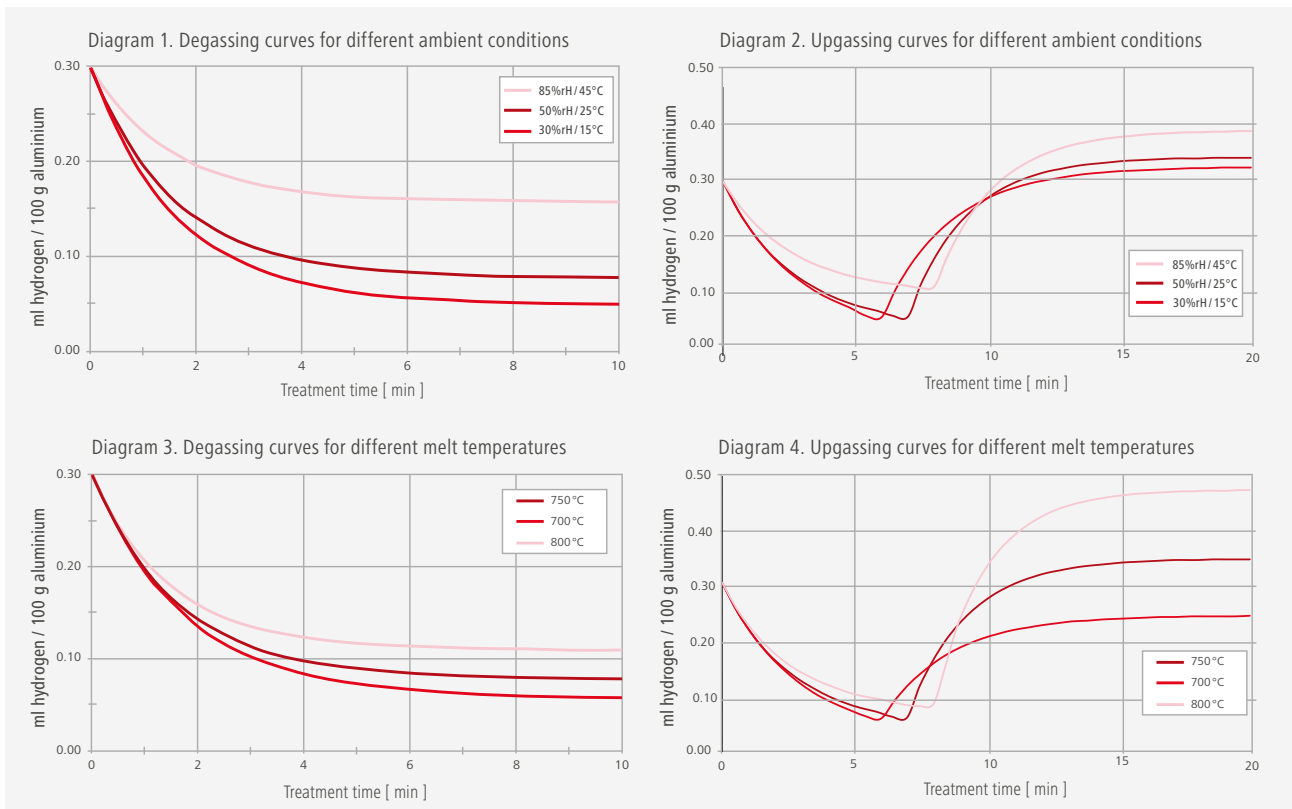 Diagram 1. Degassing curves for different ambient conditions
ml hydrogen / 100 g aluminium
0.30
0.20
0.10
0.00
85%rH/45°C
50%rH/25°C
30%rH/15°C
0 2 4 6 8 10
Treatment time [ min ]
Diagram 2. Upgassing curves for different ambient conditions
ml hydrogen / 100 g aluminium
0.50
0.40
0.30
0.20
0.10
0.00
85%rH/45°C
50%rH/25°C
30%rH/15°C
0 5 10 15 20
Treatment time [ min ]
Diagram 3. Degassing curves for different melt temperatures
ml hydrogen / 100 g aluminium
0.30
0.20
0.10
0.00
750°C
700°C
800°C
0 2 4 6 8 10
Treatment time [ min ]
Diagram 4. Upgassing curves for different melt temperatures
ml hydrogen / 100 g aluminium
0.50
0.40
0.30
0.20
0.10
0.00
750°C
700°C
800°C
0 5 10 15 20
Treatment time [ min ]